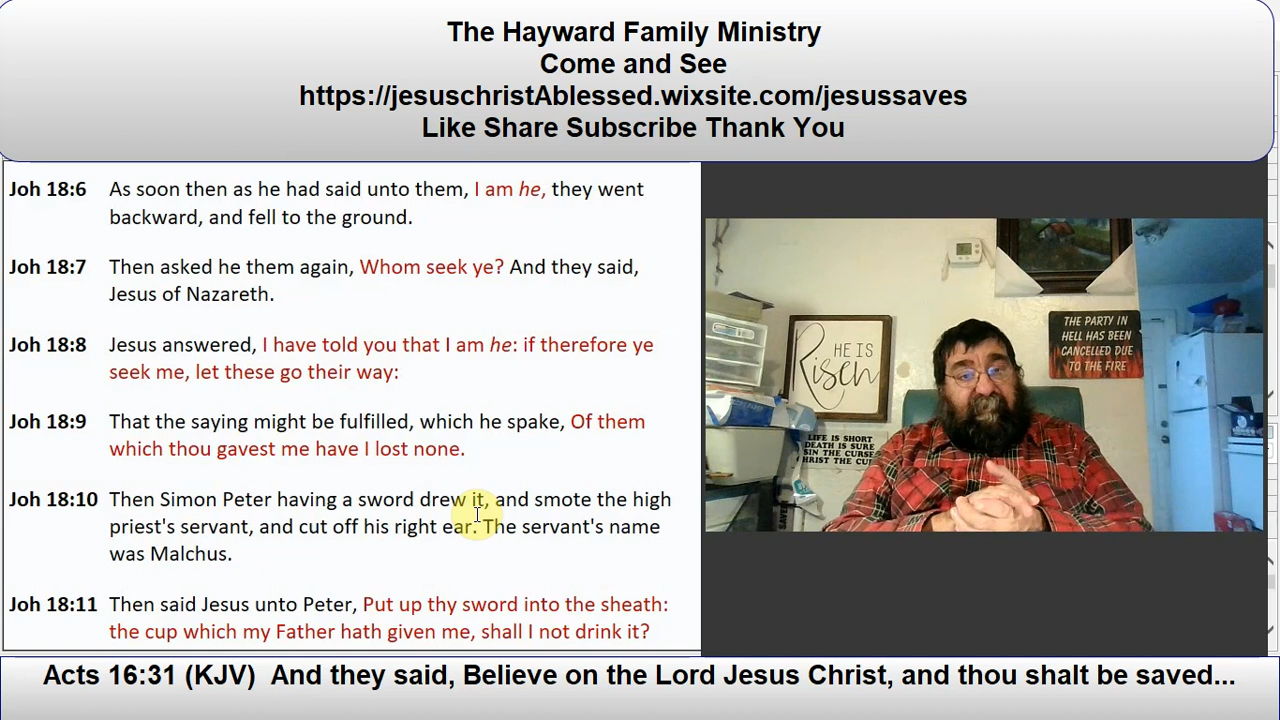 The Hayward Family Ministry
Come and See
https://jesuschristAblessed.wixsite.com/jesussaves
Like Share Subscribe Thank You
Joh 18:6 As soon then as he had said unto them, I am he, they went
backward, and fell to the ground.
Joh 18:7 Then asked he them again, Whom seek ye? And they said,
Jesus of Nazareth.
Joh 18:8 Jesus answered, I have told you that I am he: if therefore ye
seek me, let these go their way:
Joh 18:9 That the saying might be fulfilled, which he spake, Of them
which thou gavest me have I lost none.
Joh 18:10 Then Simon Peter having a sword drew it, and smote the high
priest's servant, and cut off his right ear. The servant's name
was Malchus.
Joh 18:11 Then said Jesus unto Peter, Put up thy sword into the sheath:
the cup which my Father hath given me, shall I not drink it?
HE IS
Risen
THE PARTY IN
HELL HAS BEEN
CANCELLED DUE
TO THE FIRE
LIFE IS SHORT
DEATH IS SURE
SIN THE CURSE
CHRIST THE CU
Acts 16:31 (KJV) And they said, Believe on the Lord Jesus Christ, and thou shalt be saved...